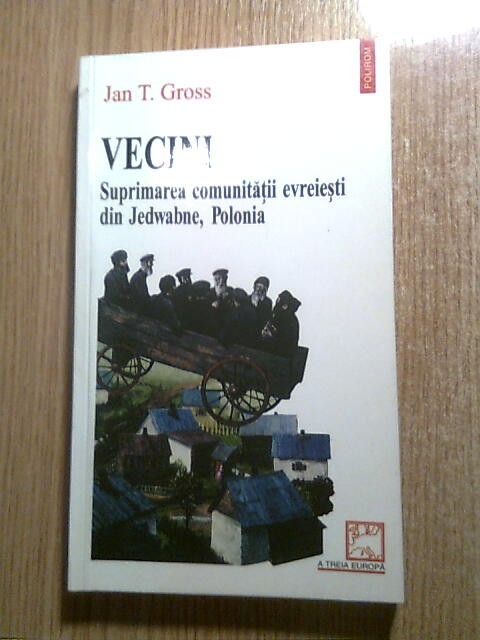 POLIROM
Jan T. Gross
VECINI
Suprimarea comunității evreiești
din Jedwabne, Polonia
A TREIA EUROPĂ